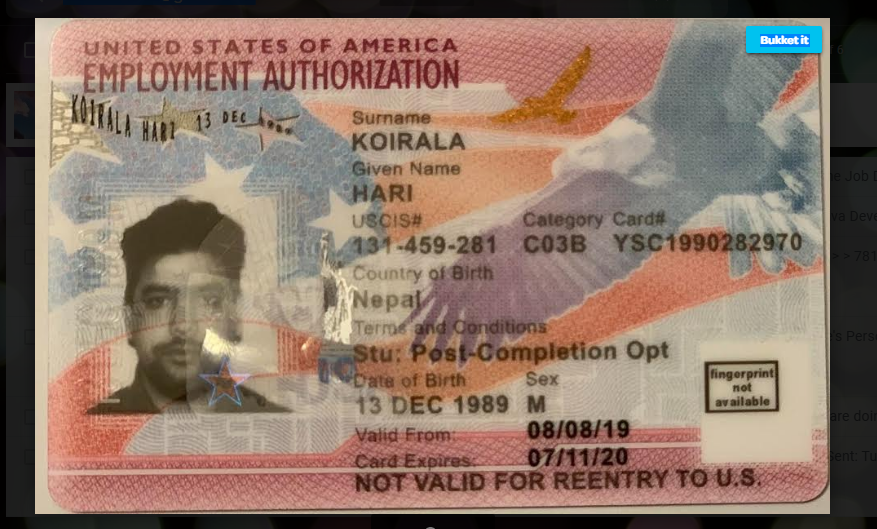 Bukket it
UNITED STATES OF AMERICA
EMPLOYMENT AUTHORIZATION
KOIRALA HARI 13 DEC
Surname
KOIRALA
Given Name
HARI
USCIS# Category Card#
131-459-281 C03B YSC1990282970
Country of Birth
Nepal
Terms and Conditions
Stu: Post-Completion Opt
Date of Birth Sex
13 DEC 1989 M
fingerprint
not
available
Valid From: 08/08/19
Card Expires: 07/11/20
NOT VALID FOR REENTRY TO U.S.